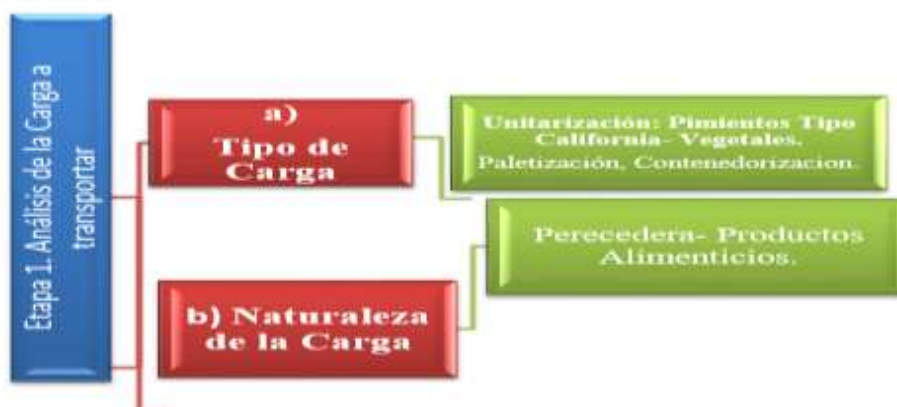 Etapa 1. Análisis de la Carga a
transportar
a)
Tipo de
Carga
Unitarización: Pimientos Tipo
California- Vegetales.
Paletización, Contenedorizacion.
b) Naturaleza
de la Carga
Perecedera- Productos
Alimenticios.